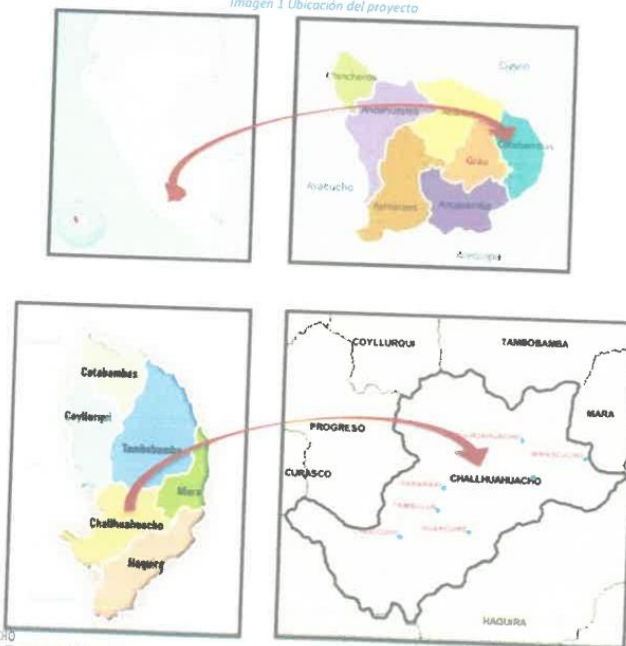 Imagen 1 Ubicación del proyecto
Cusco
Chincheros
Andahuaylas
Cotabambas
Grau
Ayacucho
Aymaraes
Antabamba
Arequipa
Cotabambas
Coyllurqui
Tambobamba
Mara
Challhuahuacho
Haquira
COYLLURQUI
TAMBOBAMBA
MARA
PROGRESO
CURASCO
CHALLHUAHUACHO
HAQUIRA